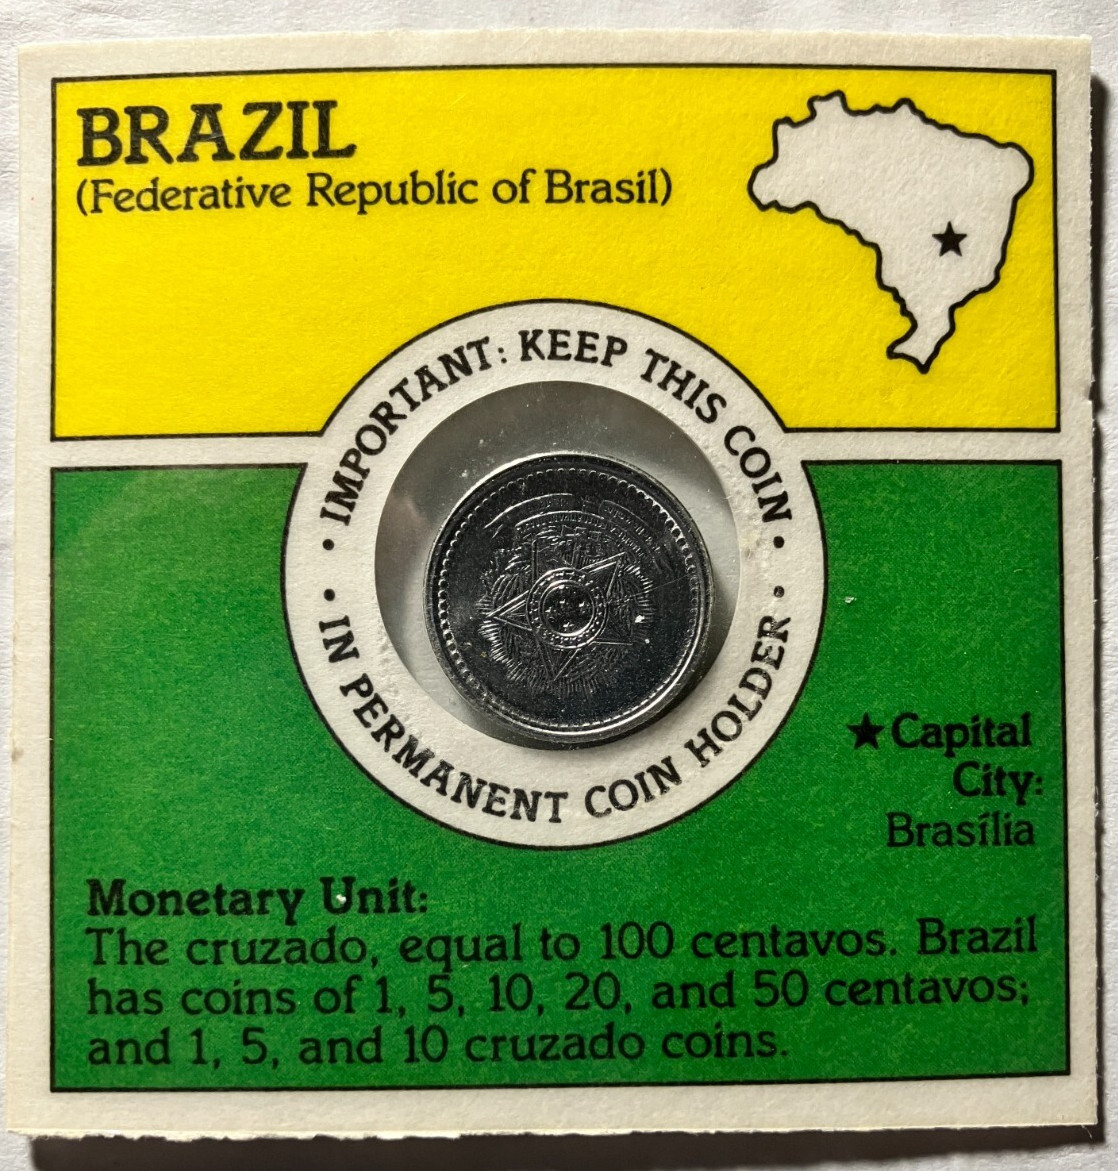 BRAZIL
(Federative Republic of Brasil)
• IMPORTANT: KEEP THIS COIN •
• IN PERMANENT COIN HOLDER •
★Capital
City:
Brasília
Monetary Unit:
The cruzado, equal to 100 centavos. Brazil
has coins of 1, 5, 10, 20, and 50 centavos;
and 1, 5, and 10 cruzado coins.